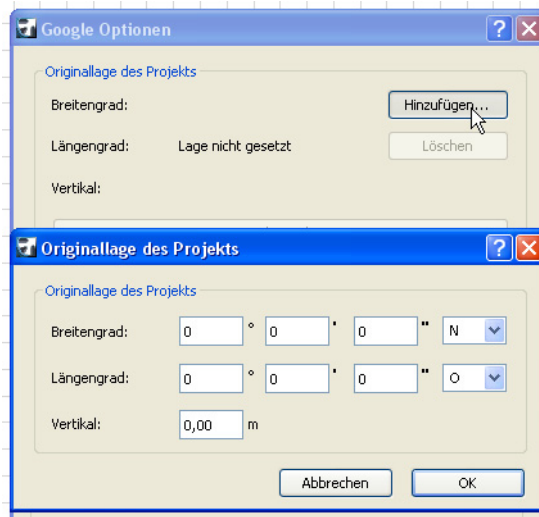 Google Optionen
Originallage des Projekts
Breitengrad: Hinzufügen...
Längengrad: Lage nicht gesetzt Löschen
Vertikal:
Originallage des Projekts
Originallage des Projekts
Breitengrad: 0 ° 0 ' 0 " N
Längengrad: 0 ° 0 ' 0 " O
Vertikal: 0,00 m
Abbrechen OK